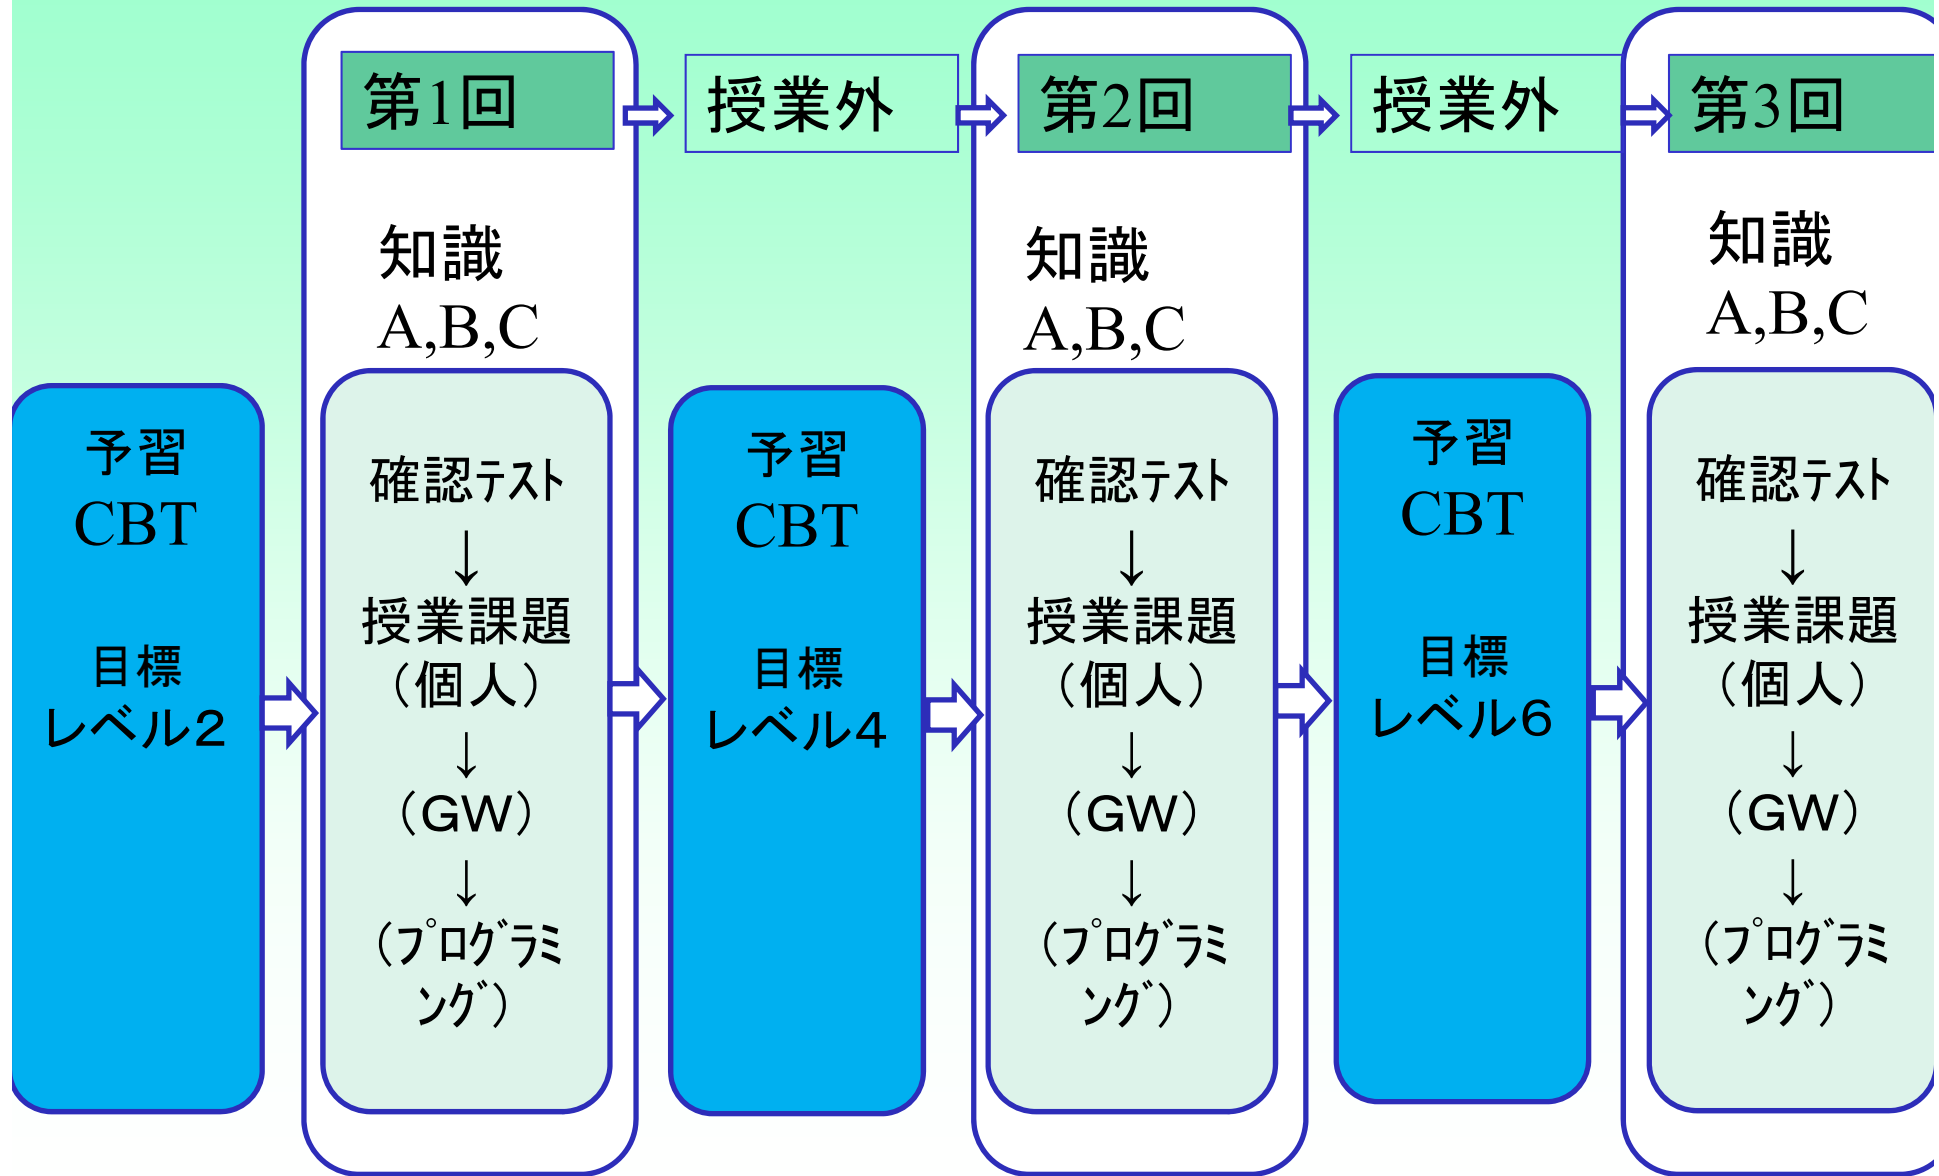 第1回
授業外
第2回
授業外
第3回
知識
A,B,C
知識
A,B,C
知識
A,B,C
予習
CBT
目標
レベル2
確認テスト
↓
授業課題
(個人)
↓
(GW)
↓
(プログラミ
ング)
予習
CBT
目標
レベル4
確認テスト
↓
授業課題
(個人)
↓
(GW)
↓
(プログラミ
ング)
予習
CBT
目標
レベル6
確認テスト
↓
授業課題
(個人)
↓
(GW)
↓
(プログラミ
ング)